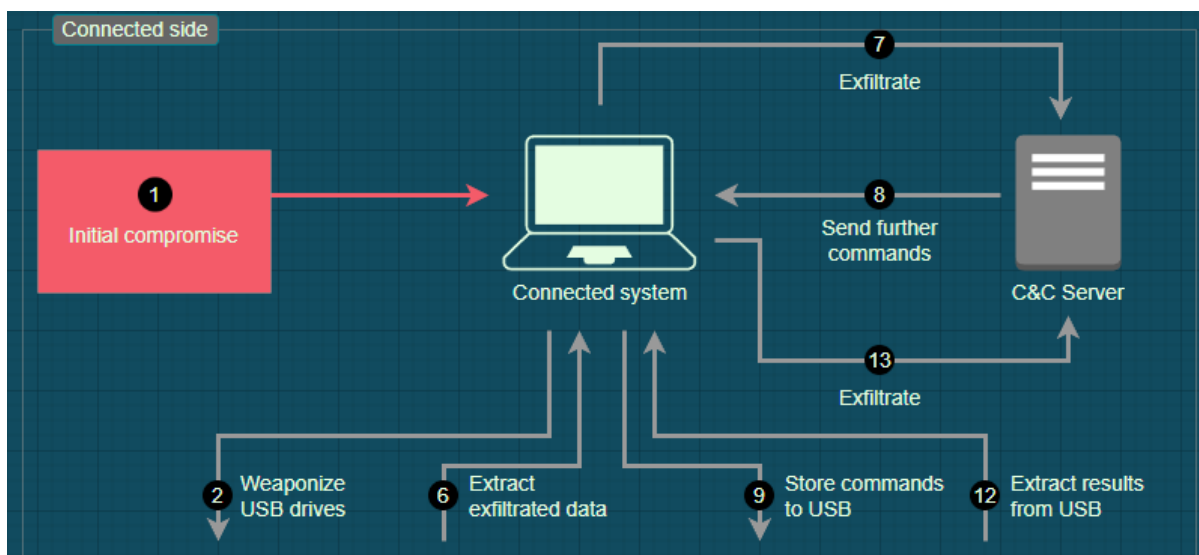 Connected side
7
Exfiltrate
1
Initial compromise
8
Send further
commands
Connected system
C&C Server
13
Exfiltrate
2
Weaponize
USB drives
6
Extract
exfiltrated data
9
Store commands
to USB
12
Extract results
from USB